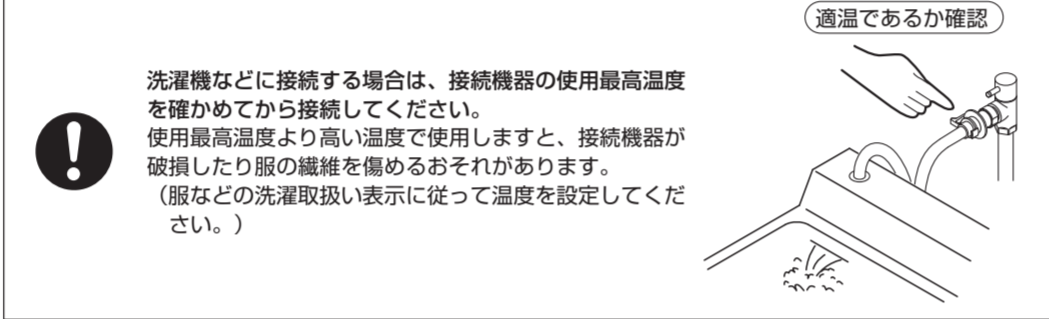 適温であるか確認
洗濯機などに接続する場合は、接続機器の使用最高温度
を確かめてから接続してください。
使用最高温度より高い温度で使用しますと、接続機器が
破損したり服の繊維を傷めるおそれがあります。
（服などの洗濯取扱い表示に従って温度を設定してくだ
さい。）